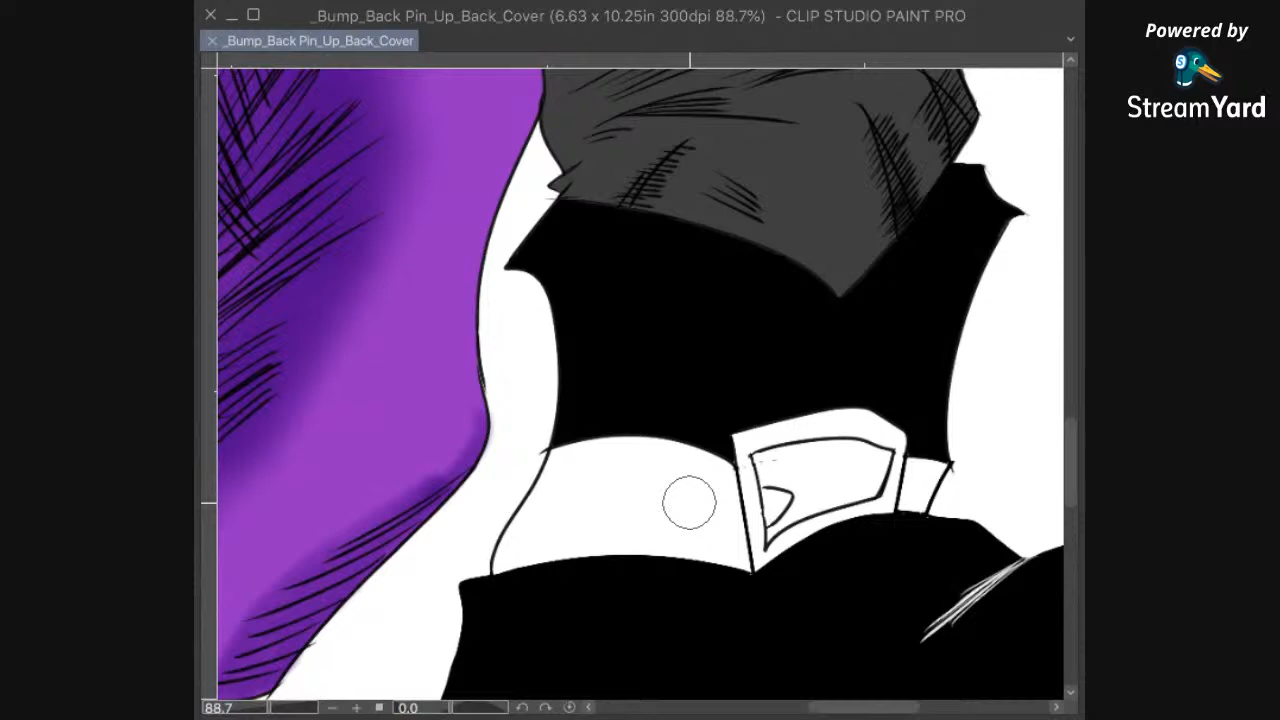 _Bump_Back Pin_Up_Back_Cover (6.63 x 10.25in 300dpi 88.7%) - CLIP STUDIO PAINT PRO
_Bump_Back Pin_Up_Back_Cover
Powered by
StreamYard
88.7
0.0